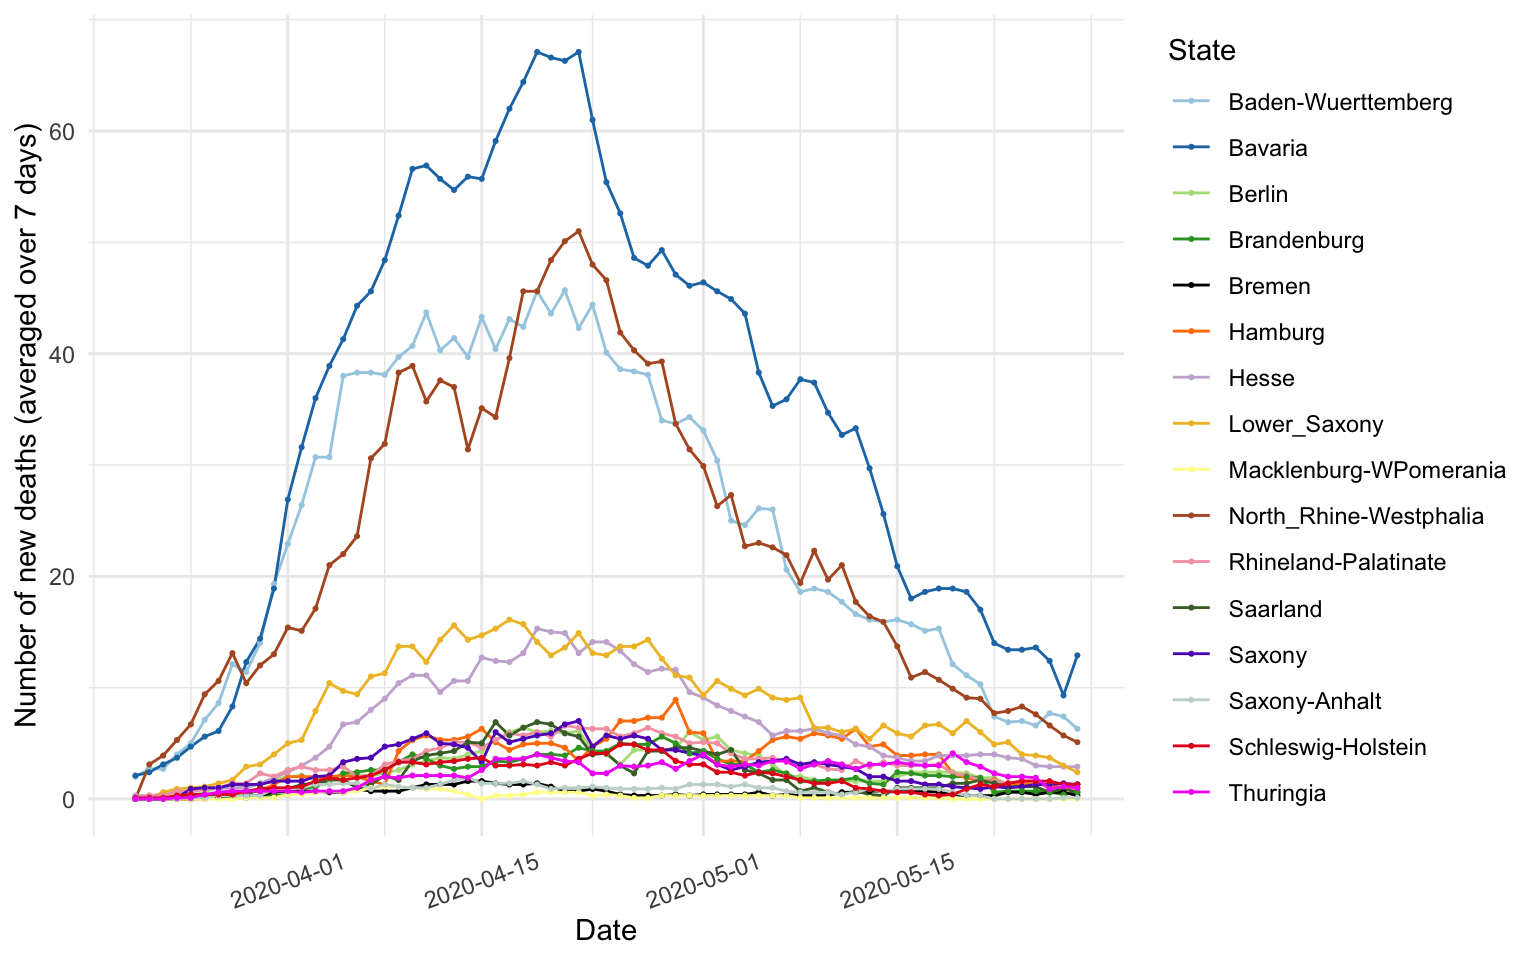 Number of new deaths (averaged over 7 days)
60
40
20
0
2020-04-01
2020-04-15
2020-05-01
2020-05-15
Date
State
Baden-Wuerttemberg
Bavaria
Berlin
Brandenburg
Bremen
Hamburg
Hesse
Lower_Saxony
Macklenburg-WPomerania
North_Rhine-Westphalia
Rhineland-Palatinate
Saarland
Saxony
Saxony-Anhalt
Schleswig-Holstein
Thuringia